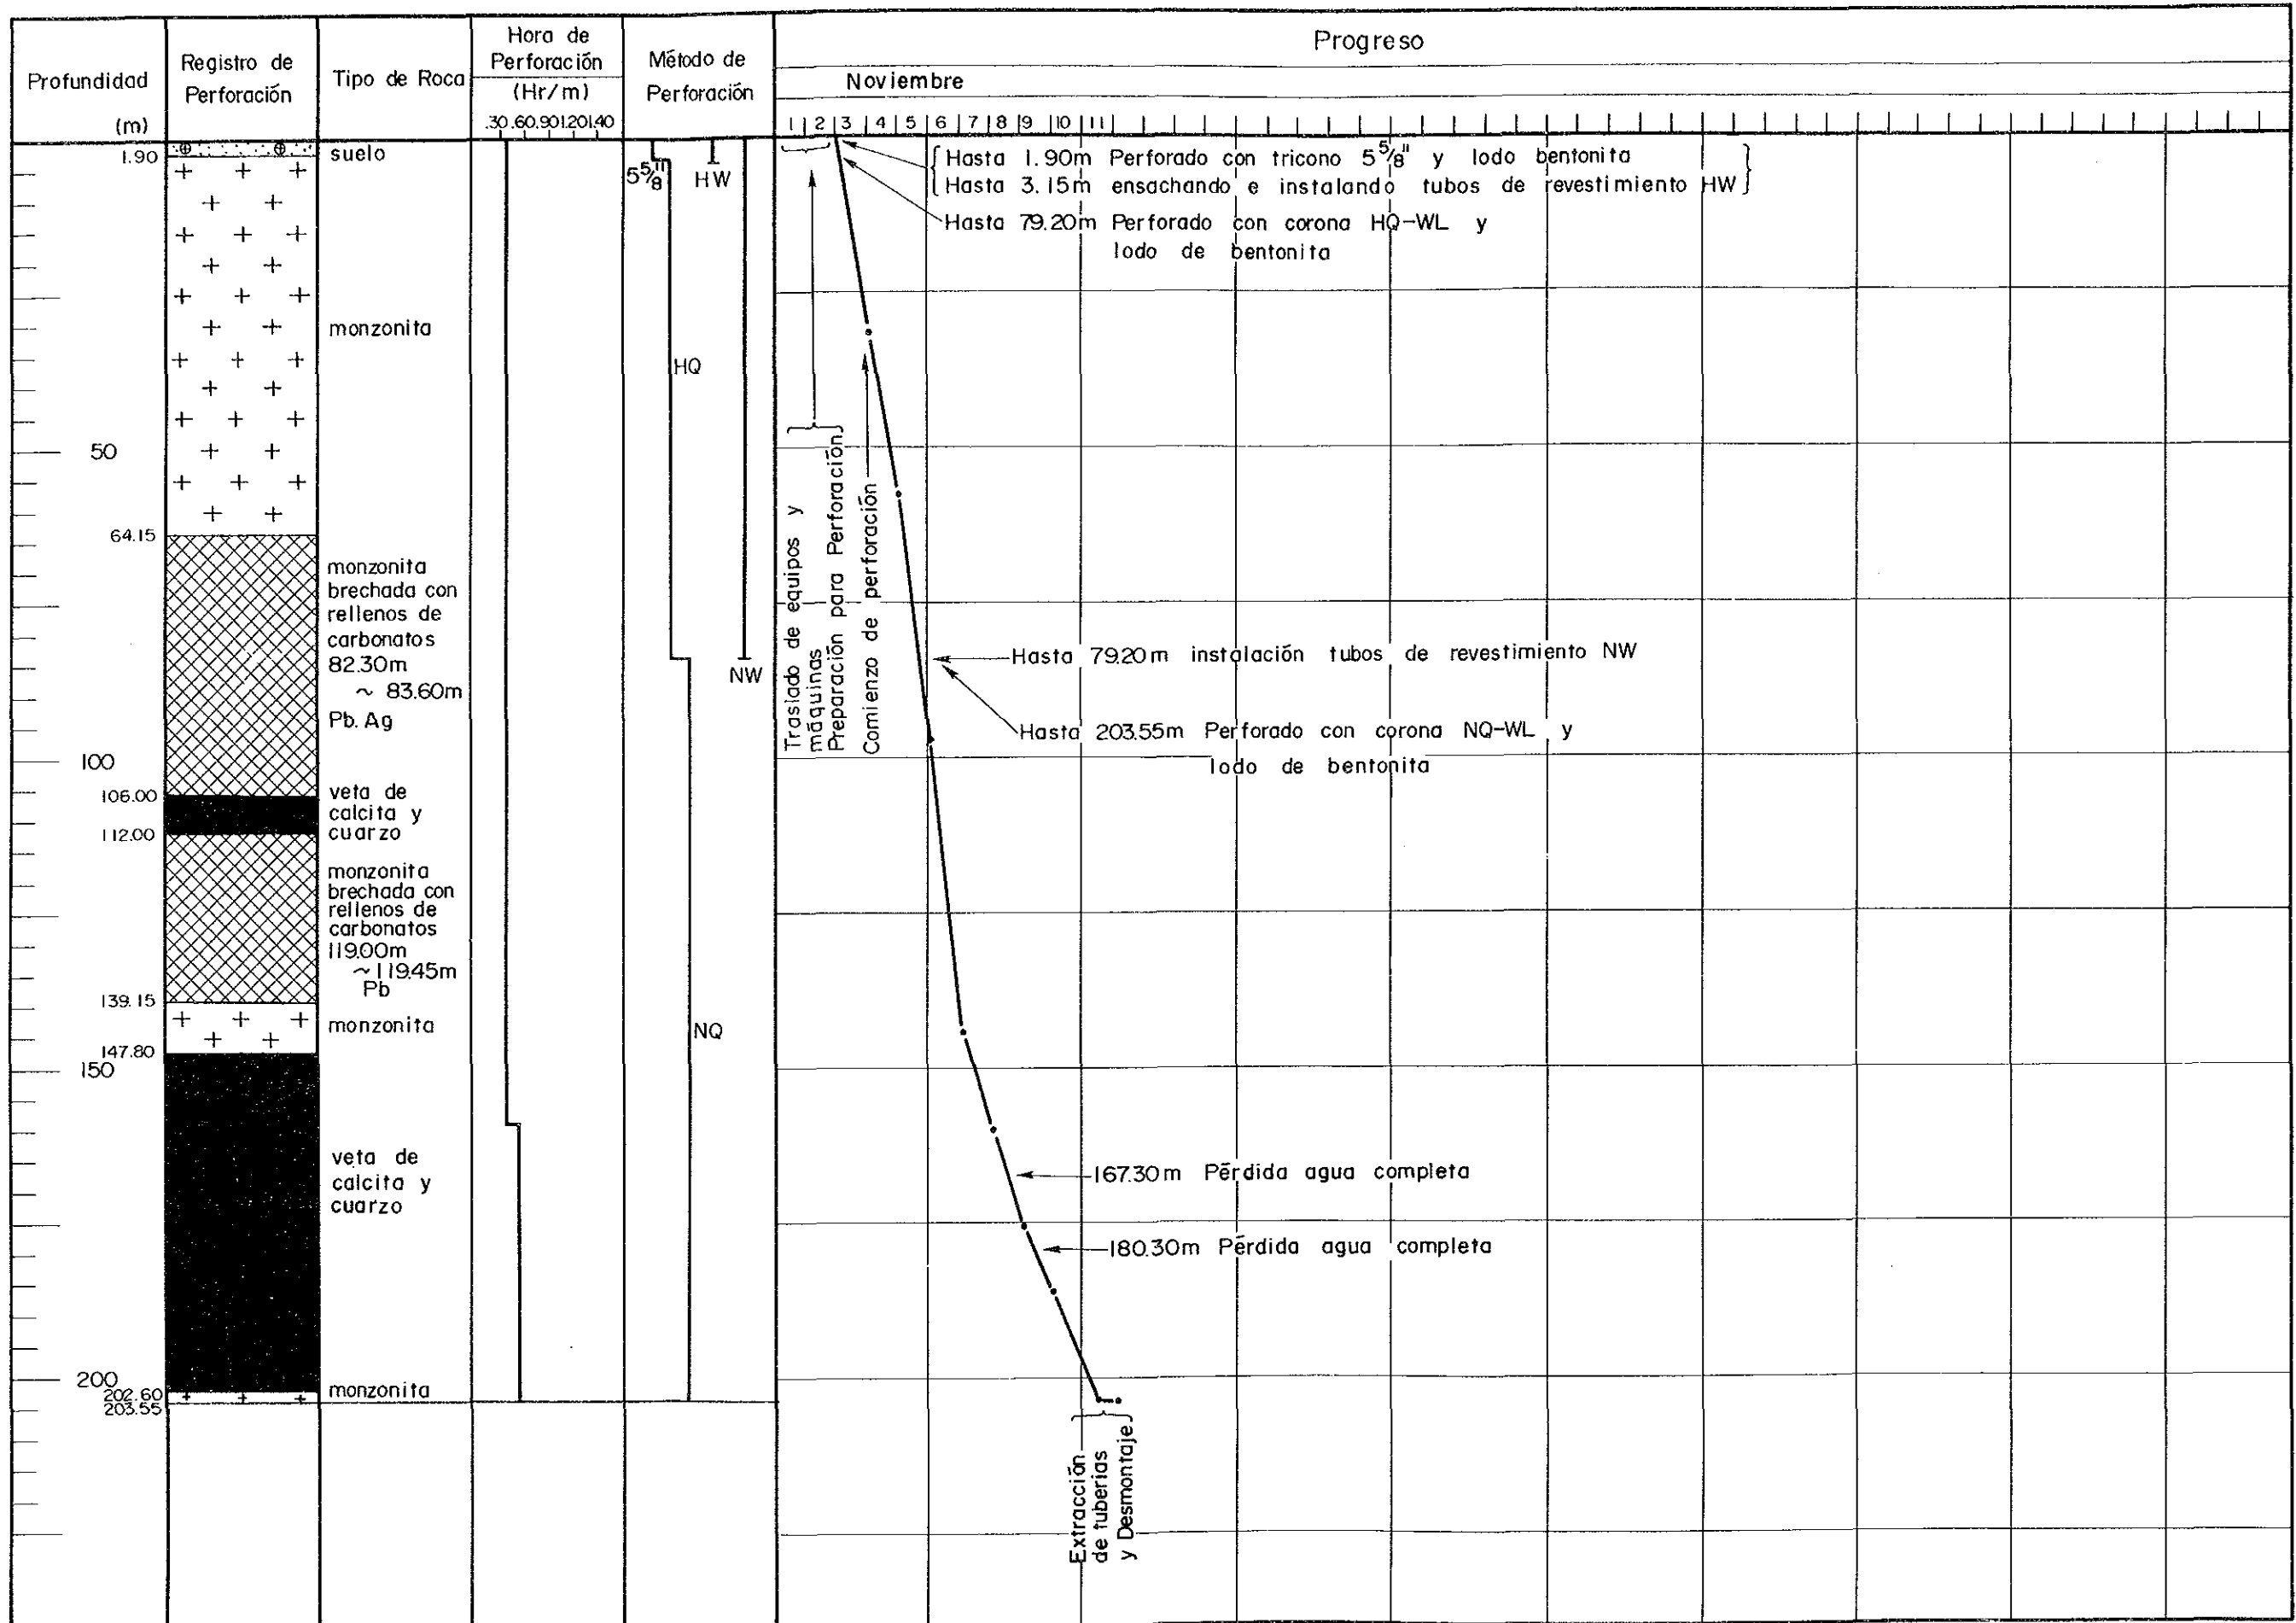 Profundidad
(m)
Registro de
Perforación
Tipo de Roca
Hora de
Perforación
(Hr/m)
.30 .60 .90 1.20 1.40
Método de
Perforación
Progreso
Noviembre
1 2 3 4 5 6 7 8 9 10 11
1.90
50
64.15
100
106.00
112.00
139.15
147.80
150
200
202.60
203.55
suelo
monzonita
monzonita
brechada con
rellenos de
carbonatos
82.30m
~ 83.60m
Pb. Ag
veta de
calcita y
cuarzo
monzonita
brechada con
rellenos de
carbonatos
119.00m
~119.45m
Pb
monzonita
veta de
calcita y
cuarzo
monzonita
5 5/8"
HW
HQ
NW
NQ
Hasta 1.90m Perforado con tricono 5 5/8" y lodo bentonita
Hasta 3.15m ensachando e instalando tubos de revestimiento HW
Hasta 79.20m Perforado con corona HQ-WL y
lodo de bentonita
Traslado de equipos y
máquinas
Preparación para Perforación
Comienzo de perforación
Hasta 79.20m instalación tubos de revestimiento NW
Hasta 203.55m Perforado con corona NQ-WL y
lodo de bentonita
167.30m Pérdida agua completa
180.30m Pérdida agua completa
Extracción
de tuberias
y Desmontaje